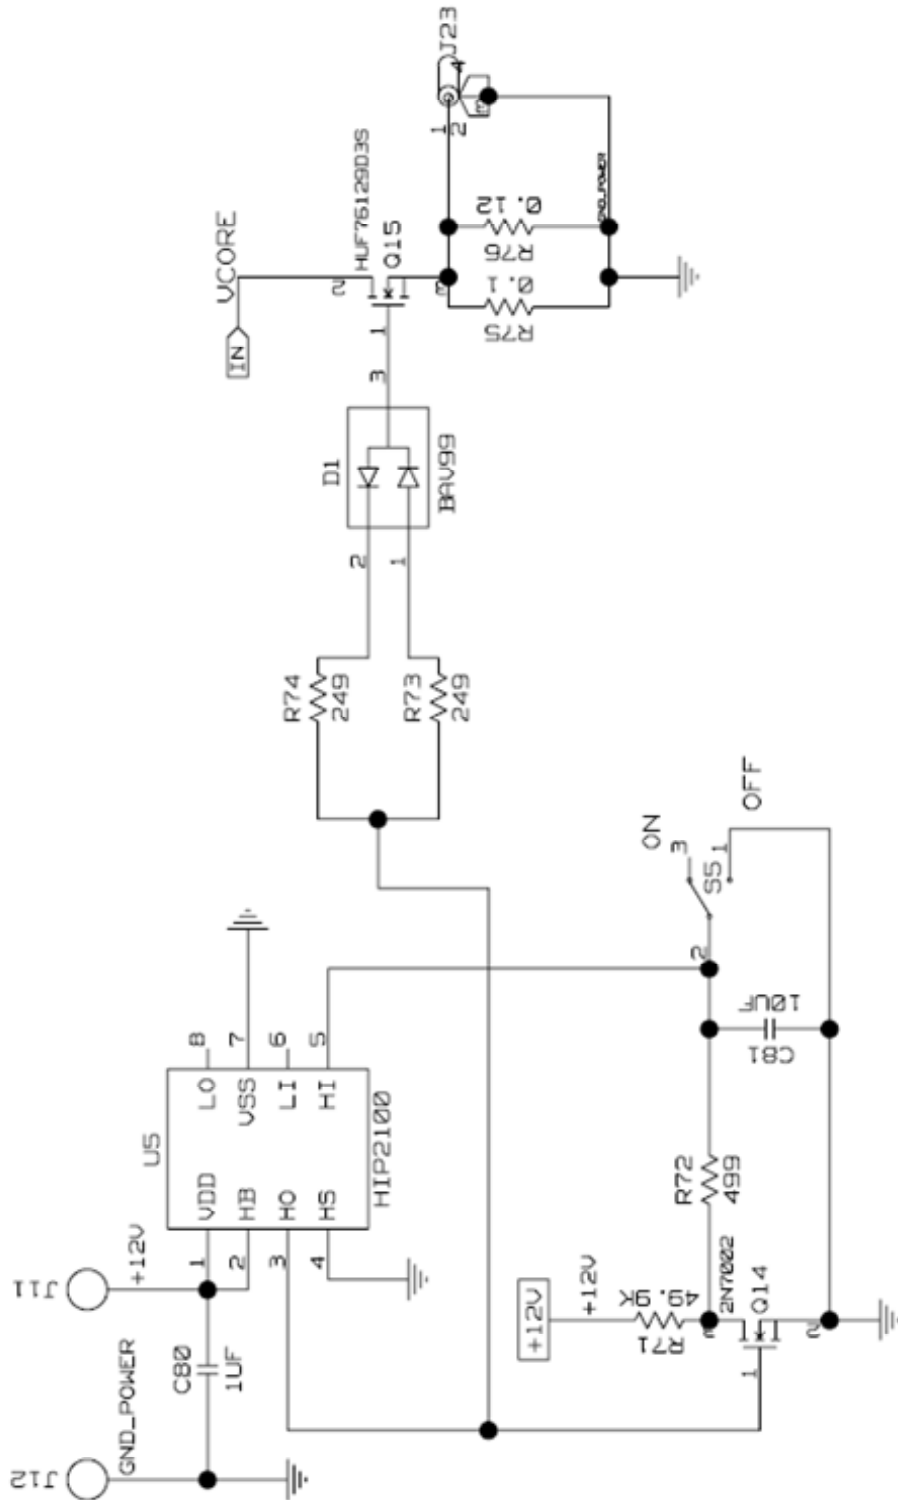 J23
4
3
1
2
HUF76129D3S
Q15
VCORE
IN
2
3
1
GND_POWER
0.12
R76
0.1
R75
3
D1
BAV99
2
1
R74
249
R73
249
ON
OFF
3
1
S5
2
10UF
C81
U5
HIP2100
LO
8
VSS
7
LI
6
HI
5
VDD
1
HB
2
HO
3
HS
4
J11
+12V
C80
1UF
J12
GND_POWER
R72
499
+12V
+12V
49.9K
R71
2N7002
Q14
1
2